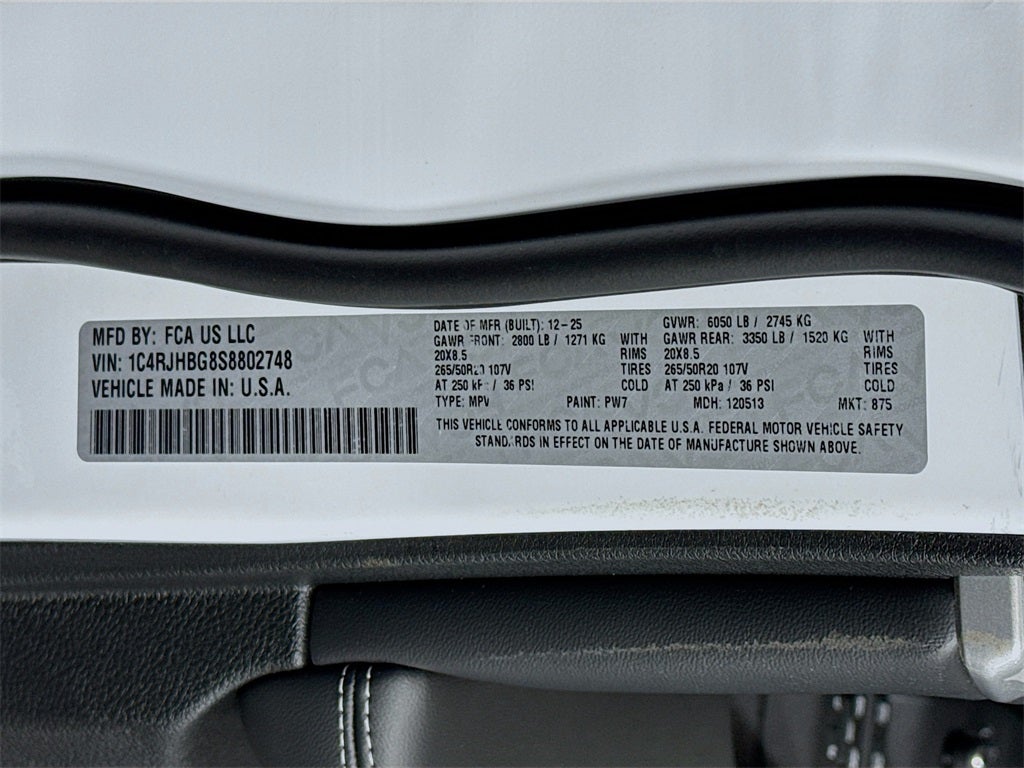 MFD BY: FCA US LLC
VIN: 1C4RJHBG8S8802748
VEHICLE MADE IN: U.S.A.
DATE OF MFR (BUILT): 12-25
GAWR FRONT: 2800 LB / 1271 KG WITH
20X8.5 RIMS
265/50R20 107V TIRES
AT 250 kPa / 36 PSI COLD
TYPE: MPV PAINT: PW7
GVWR: 6050 LB / 2745 KG
GAWR REAR: 3350 LB / 1520 KG WITH
20X8.5 RIMS
265/50R20 107V TIRES
AT 250 kPa / 36 PSI COLD
MDH: 120513 MKT: 875
THIS VEHICLE CONFORMS TO ALL APPLICABLE U.S.A. FEDERAL MOTOR VEHICLE SAFETY
STANDARDS IN EFFECT ON THE DATE OF MANUFACTURE SHOWN ABOVE.